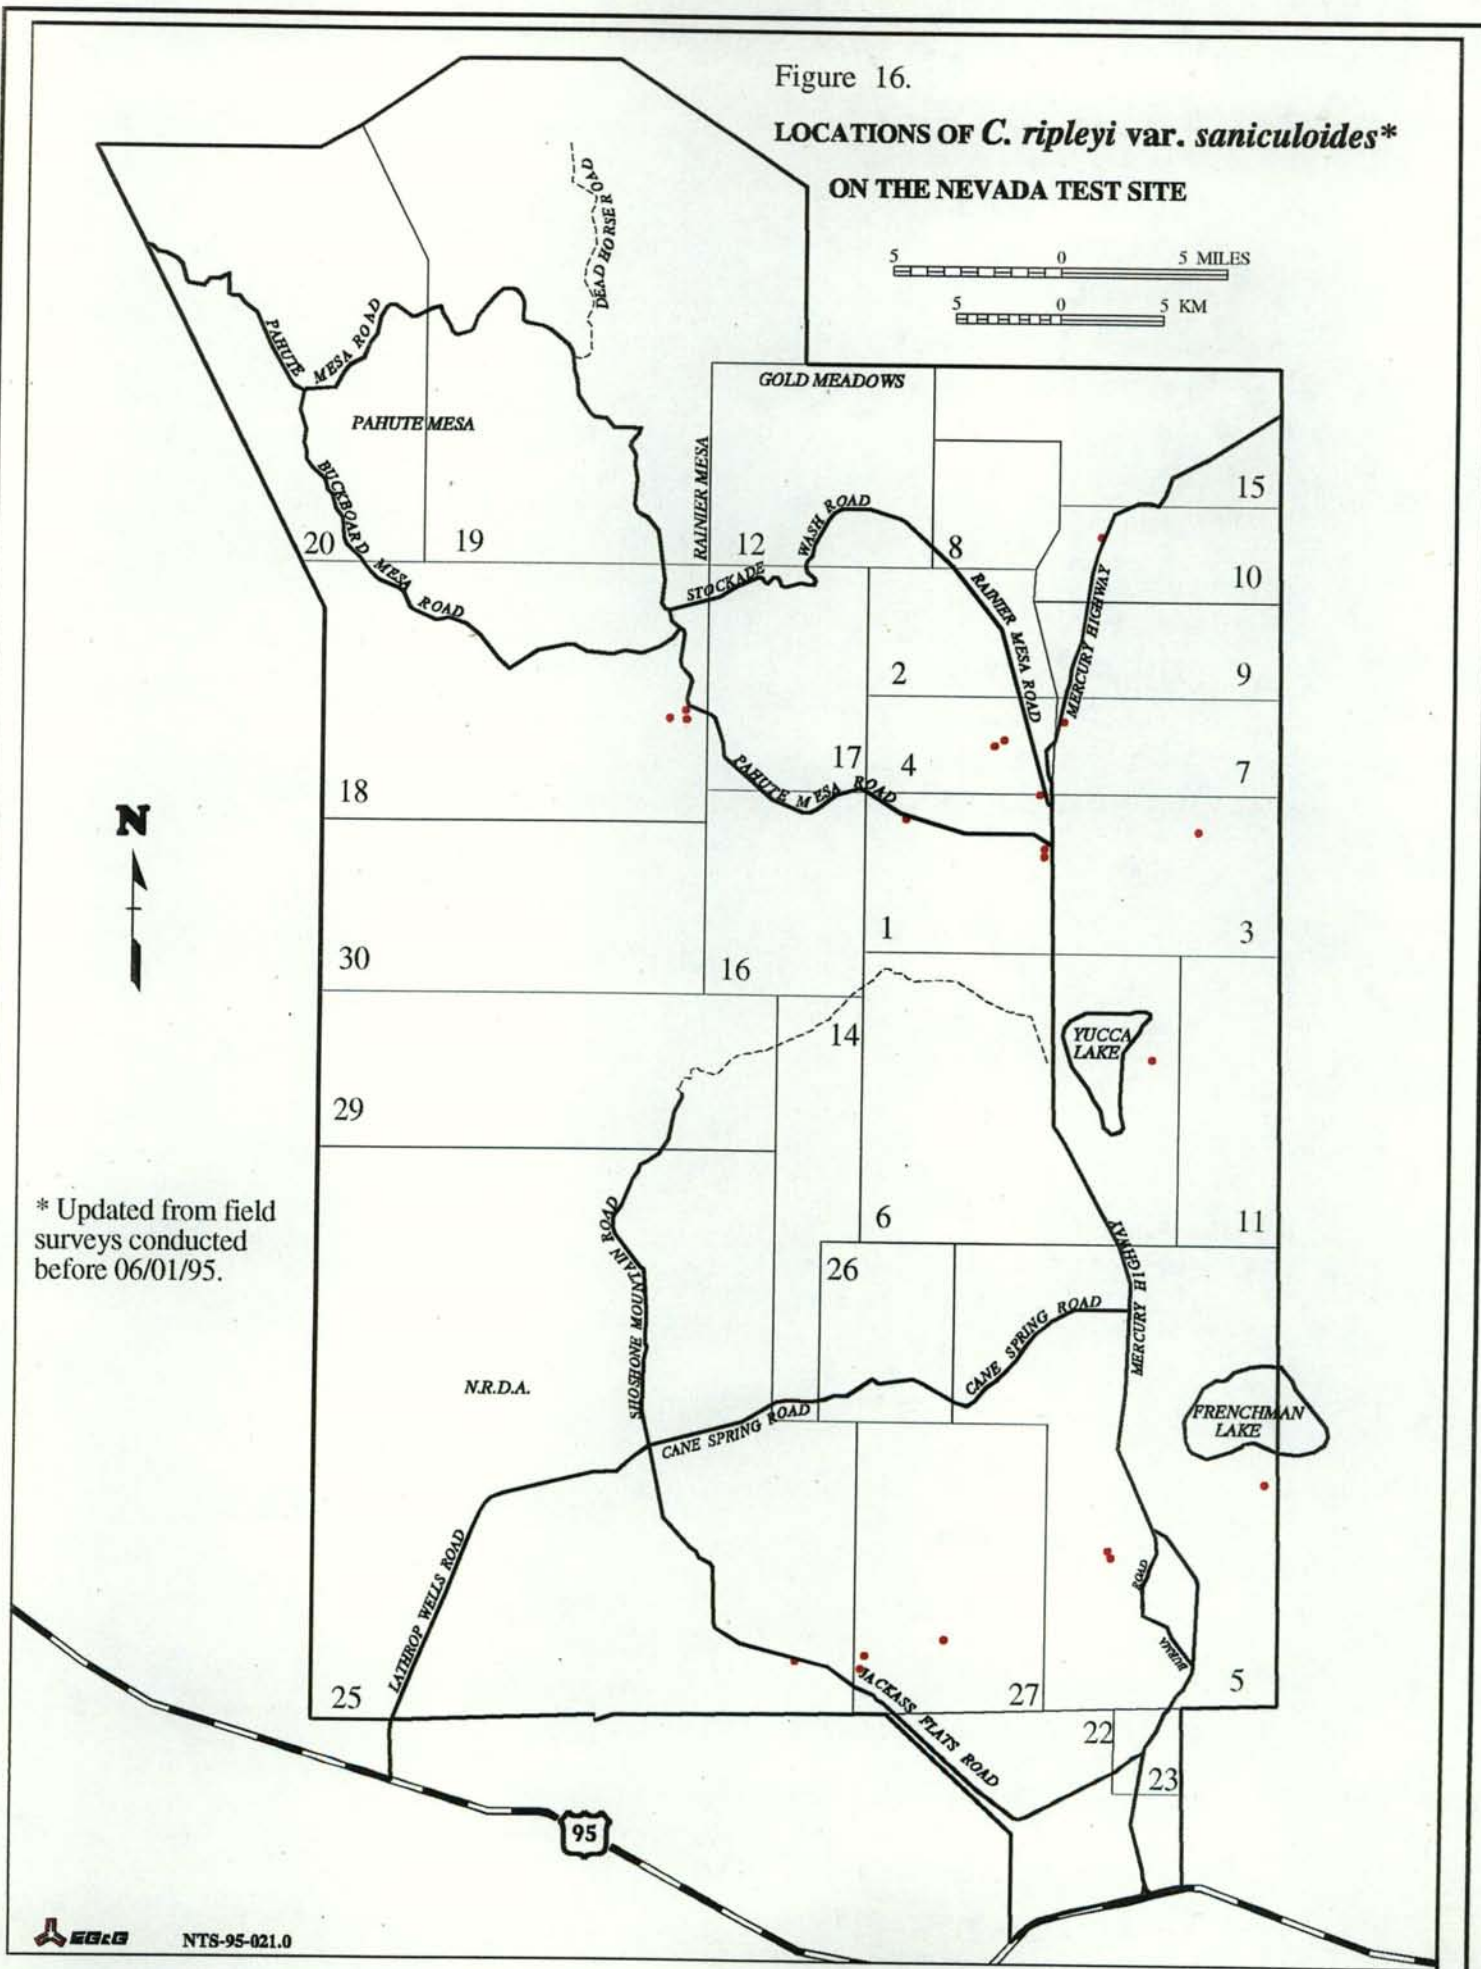 Figure 16.
LOCATIONS OF C. ripleyi var. saniculoides*
ON THE NEVADA TEST SITE
5 0 5 MILES
5 0 5 KM
DEAD HORSE ROAD
PAHUTE MESA ROAD
GOLD MEADOWS
PAHUTE MESA
RAINIER MESA
BUCKBOARD MESA ROAD
STOCKADE WASH ROAD
15
20
19
12
8
10
RAINIER MESA ROAD
MERCURY HIGHWAY
2
9
PAHUTE MESA ROAD
17
4
7
18
N
1
3
30
16
14
YUCCA
LAKE
29
* Updated from field
surveys conducted
before 06/01/95.
SHOSHONE MOUNTAIN ROAD
6
11
26
MERCURY HIGHWAY
CANE SPRING ROAD
N.R.D.A.
CANE SPRING ROAD
FRENCHMAN
LAKE
LATHROP WELLS ROAD
ROAD
25
JACKASS FLATS ROAD
27
5
22
23
95
EG&G
NTS-95-021.0